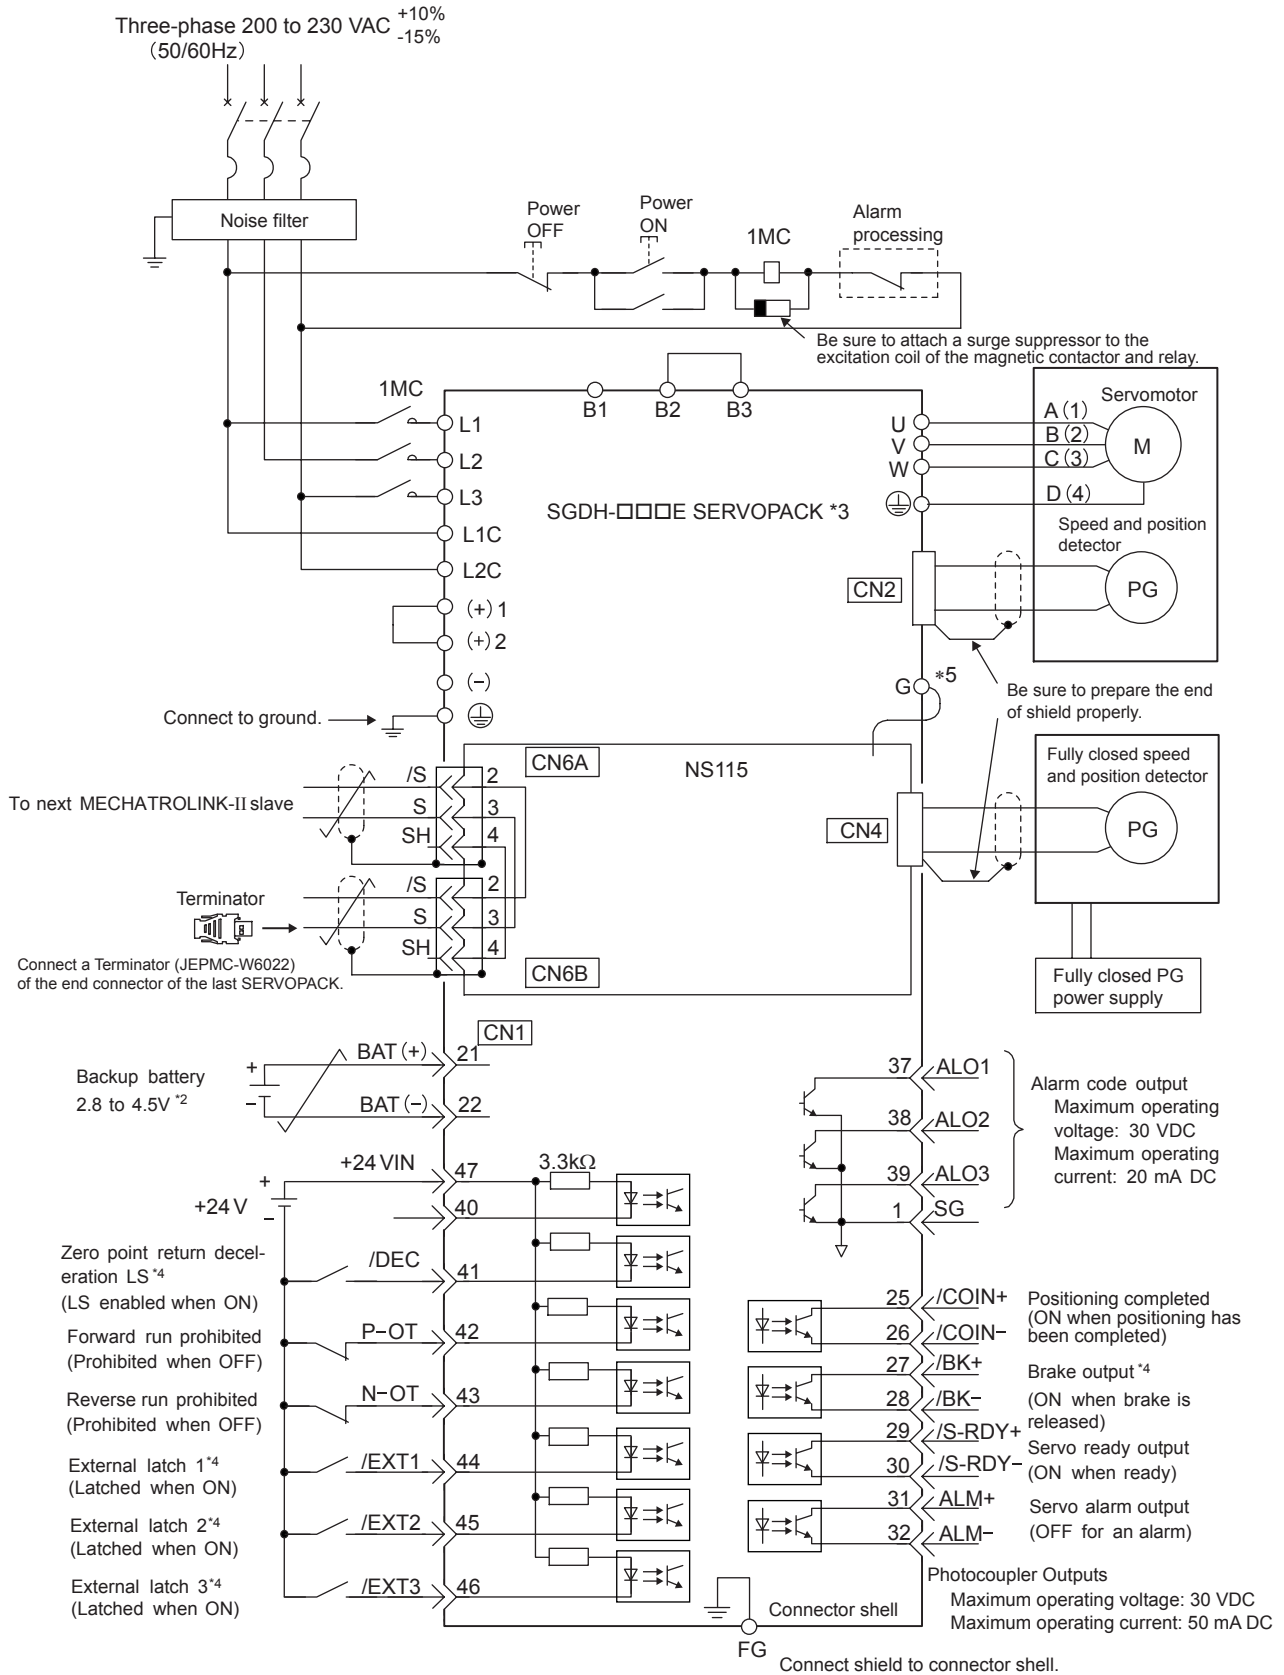 Three-phase 200 to 230 VAC +10% -15%
(50/60Hz)
Noise filter
Power OFF
Power ON
1MC
Alarm processing
Be sure to attach a surge suppressor to the
excitation coil of the magnetic contactor and relay.
1MC
L1
L2
L3
L1C
L2C
(+) 1
(+) 2
(−)
Connect to ground.
B1
B2
B3
SGDH-□□□E SERVOPACK *3
U
V
W
A (1)
B (2)
C (3)
D (4)
Servomotor
M
Speed and position
detector
PG
CN2
G
*5
Be sure to prepare the end
of shield properly.
NS115
CN6A
/S
2
S
3
SH
4
To next MECHATROLINK-II slave
/S
2
S
3
SH
4
CN6B
Terminator
Connect a Terminator (JEPMC-W6022)
of the end connector of the last SERVOPACK.
CN4
Fully closed speed
and position detector
PG
Fully closed PG
power supply
CN1
Backup battery
2.8 to 4.5V *2
+
−
BAT (+)
21
BAT (−)
22
+24 VIN
47
3.3kΩ
+24 V
+
−
40
Zero point return decel-
eration LS *4
(LS enabled when ON)
/DEC
41
Forward run prohibited
(Prohibited when OFF)
P−OT
42
Reverse run prohibited
(Prohibited when OFF)
N−OT
43
External latch 1*4
(Latched when ON)
/EXT1
44
External latch 2*4
(Latched when ON)
/EXT2
45
External latch 3*4
(Latched when ON)
/EXT3
46
37
ALO1
38
ALO2
39
ALO3
1
SG
Alarm code output
Maximum operating
voltage: 30 VDC
Maximum operating
current: 20 mA DC
25
/COIN+
26
/COIN−
Positioning completed
(ON when positioning has
been completed)
27
/BK+
28
/BK−
Brake output *4
(ON when brake is
released)
29
/S-RDY+
30
/S-RDY−
Servo ready output
(ON when ready)
31
ALM+
32
ALM−
Servo alarm output
(OFF for an alarm)
Photocoupler Outputs
Maximum operating voltage: 30 VDC
Maximum operating current: 50 mA DC
Connector shell
FG
Connect shield to connector shell.